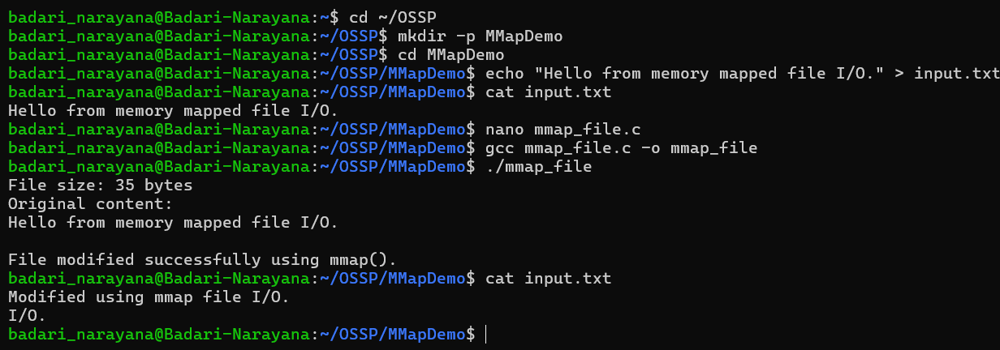 badari_narayana@Badari-Narayana:~$ cd ~/OSSP
badari_narayana@Badari-Narayana:~/OSSP$ mkdir -p MMapDemo
badari_narayana@Badari-Narayana:~/OSSP$ cd MMapDemo
badari_narayana@Badari-Narayana:~/OSSP/MMapDemo$ echo "Hello from memory mapped file I/O." > input.txt
badari_narayana@Badari-Narayana:~/OSSP/MMapDemo$ cat input.txt
Hello from memory mapped file I/O.
badari_narayana@Badari-Narayana:~/OSSP/MMapDemo$ nano mmap_file.c
badari_narayana@Badari-Narayana:~/OSSP/MMapDemo$ gcc mmap_file.c -o mmap_file
badari_narayana@Badari-Narayana:~/OSSP/MMapDemo$ ./mmap_file
File size: 35 bytes
Original content:
Hello from memory mapped file I/O.

File modified successfully using mmap().
badari_narayana@Badari-Narayana:~/OSSP/MMapDemo$ cat input.txt
Modified using mmap file I/O.
I/O.
badari_narayana@Badari-Narayana:~/OSSP/MMapDemo$